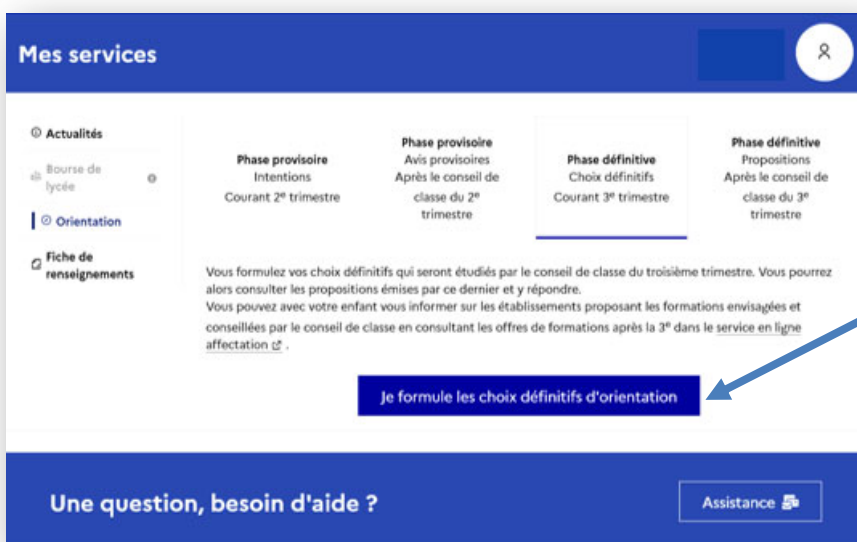 Mes services
Actualités
Bourse de
lycée
Orientation
Fiche de
renseignements
Phase provisoire
Intentions
Courant 2ᵉ trimestre
Phase provisoire
Avis provisoires
Après le conseil de
classe du 2ᵉ
trimestre
Phase définitive
Choix définitifs
Courant 3ᵉ trimestre
Phase définitive
Propositions
Après le conseil de
classe du 3ᵉ
trimestre
Vous formulez vos choix définitifs qui seront étudiés par le conseil de classe du troisième trimestre. Vous pourrez
alors consulter les propositions émises par ce dernier et y répondre.
Vous pouvez avec votre enfant vous informer sur les établissements proposant les formations envisagées et
conseillées par le conseil de classe en consultant les offres de formations après la 3ᵉ dans le service en ligne
affectation .
Je formule les choix définitifs d'orientation
Une question, besoin d'aide ?
Assistance